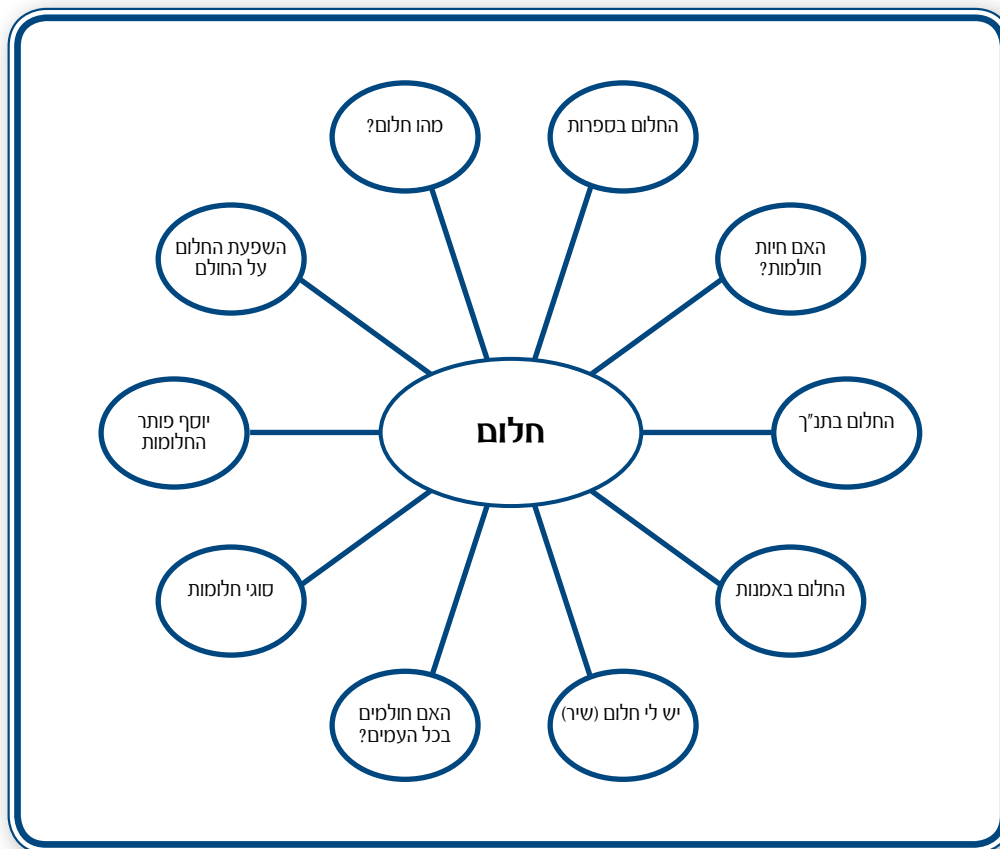 מהו חלום?
החלום בספרות
האם חיות
חולמות?
החלום בתנ"ך
החלום באמנות
יש לי חלום (שיר)
האם חולמים
בכל העמים?
סוגי חלומות
יוסף פותר
החלומות
השפעת החלום
על החולם
חלום